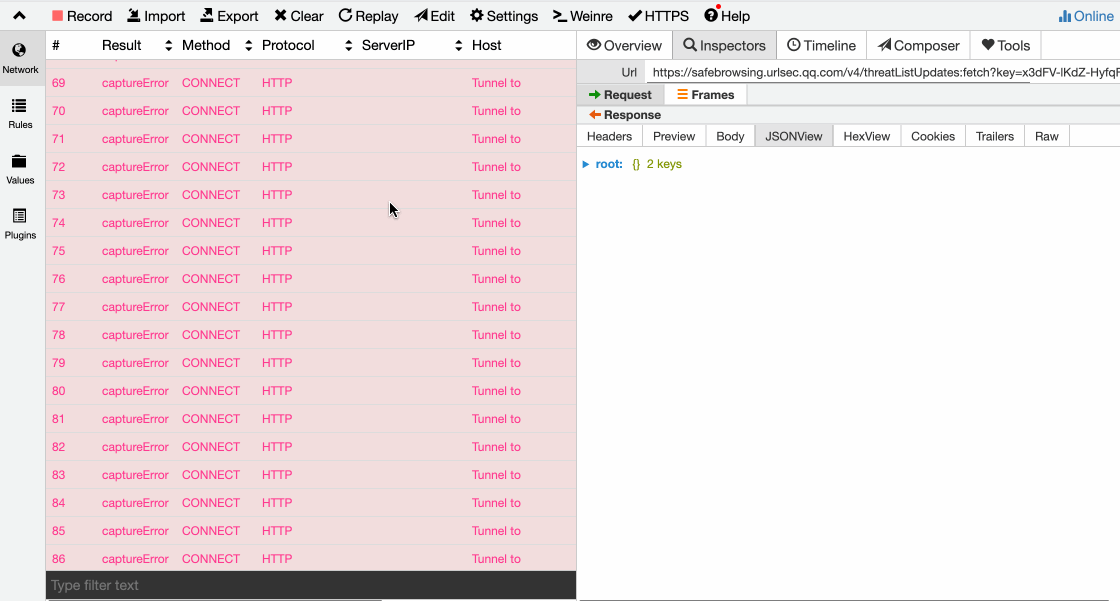 Record Import Export Clear Replay Edit Settings Weinre HTTPS Help Online
Network
Rules
Values
Plugins
# Result Method Protocol ServerIP Host
69 captureError CONNECT HTTP Tunnel to
70 captureError CONNECT HTTP Tunnel to
71 captureError CONNECT HTTP Tunnel to
72 captureError CONNECT HTTP Tunnel to
73 captureError CONNECT HTTP Tunnel to
74 captureError CONNECT HTTP Tunnel to
75 captureError CONNECT HTTP Tunnel to
76 captureError CONNECT HTTP Tunnel to
77 captureError CONNECT HTTP Tunnel to
78 captureError CONNECT HTTP Tunnel to
79 captureError CONNECT HTTP Tunnel to
80 captureError CONNECT HTTP Tunnel to
81 captureError CONNECT HTTP Tunnel to
82 captureError CONNECT HTTP Tunnel to
83 captureError CONNECT HTTP Tunnel to
84 captureError CONNECT HTTP Tunnel to
85 captureError CONNECT HTTP Tunnel to
86 captureError CONNECT HTTP Tunnel to
Type filter text
Overview Inspectors Timeline Composer Tools
Url https://safebrowsing.urlsec.qq.com/v4/threatListUpdates:fetch?key=x3dFV-lKdZ-Hyfq
Request Frames
Response
Headers Preview Body JSONView HexView Cookies Trailers Raw
root: {} 2 keys